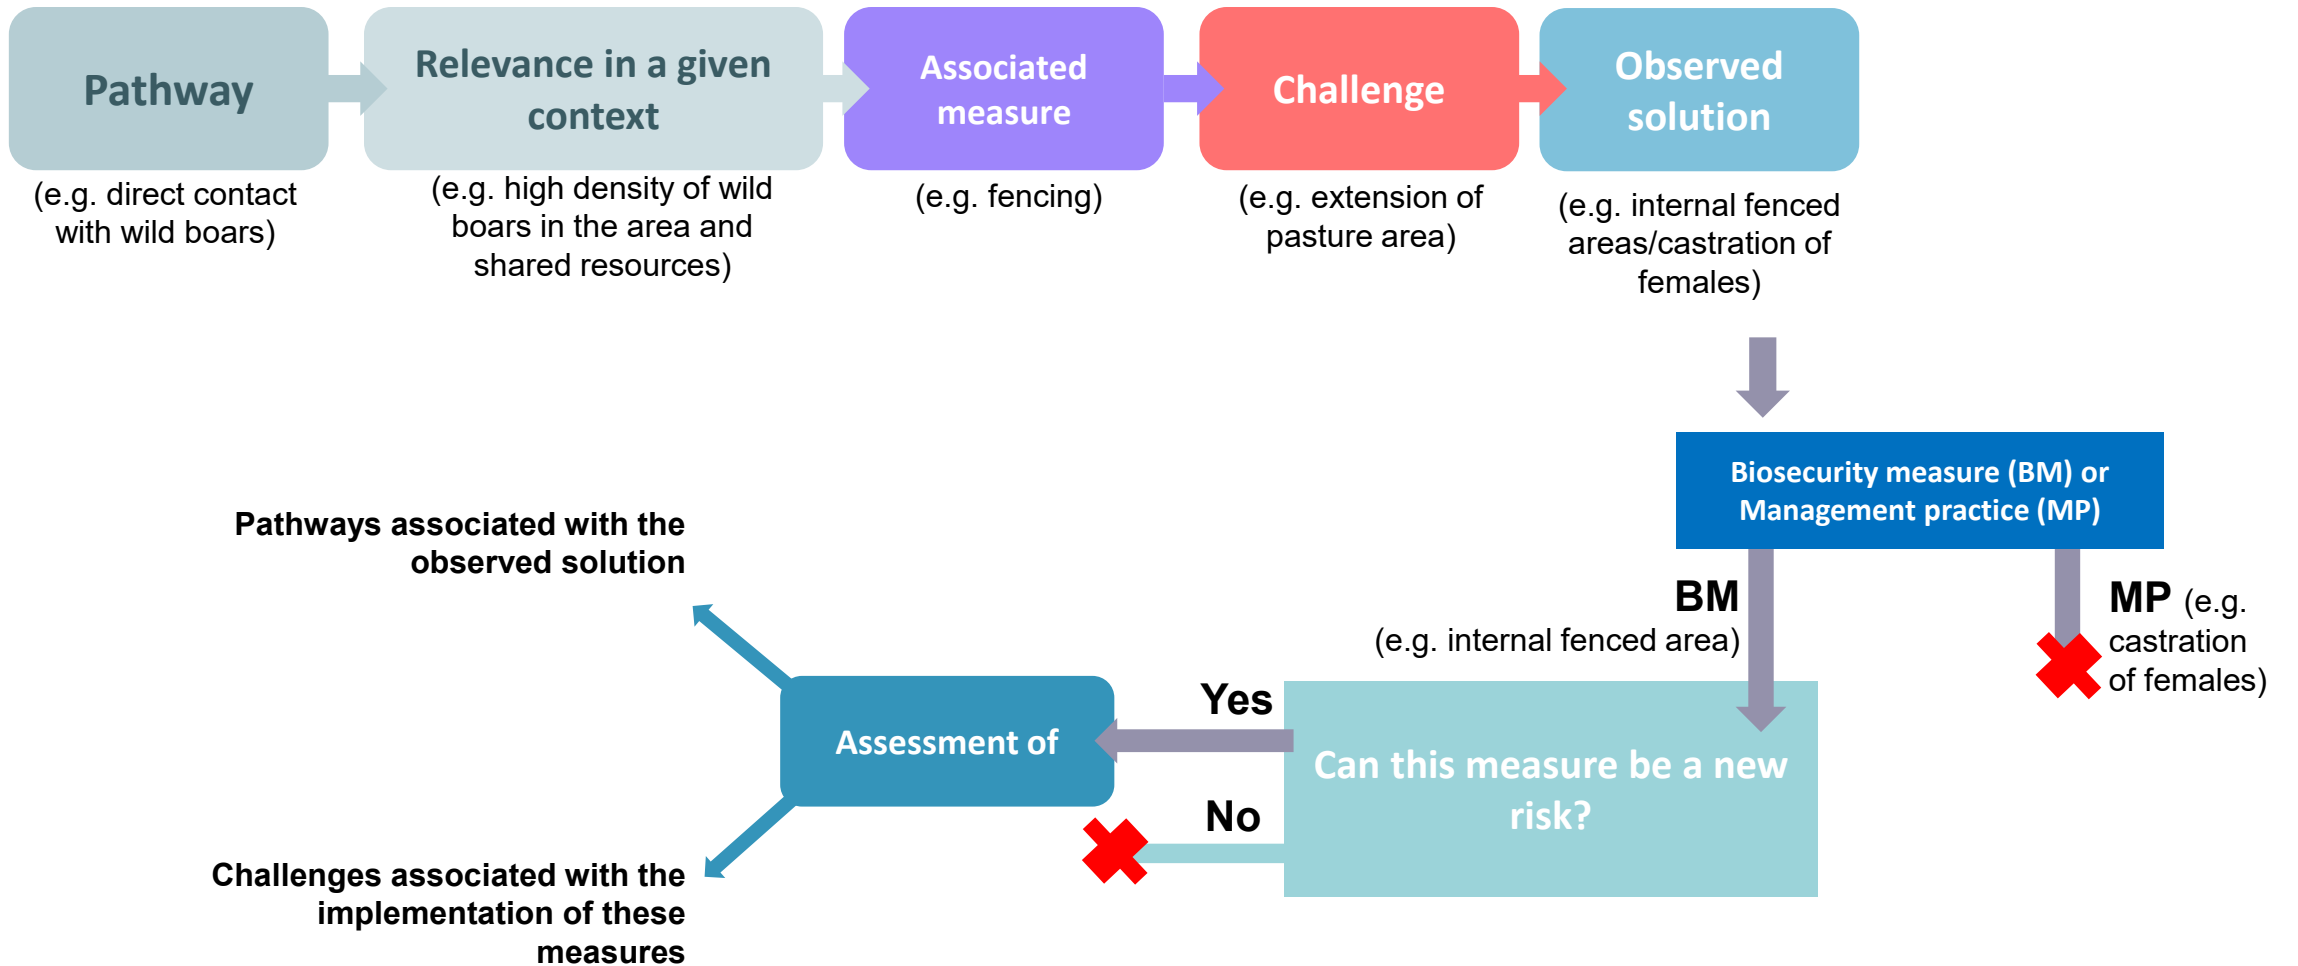 Pathway
Relevance in a given
context
Associated
measure
Challenge
Observed
solution
(e.g. direct contact
with wild boars)
(e.g. high density of wild
boars in the area and
shared resources)
(e.g. fencing)
(e.g. extension of
pasture area)
(e.g. internal fenced
areas/castration of
females)
Biosecurity measure (BM) or
Management practice (MP)
BM
(e.g. internal fenced area)
MP (e.g.
castration
of females)
Can this measure be a new
risk?
Yes
No
Assessment of
Pathways associated with the
observed solution
Challenges associated with the
implementation of these
measures